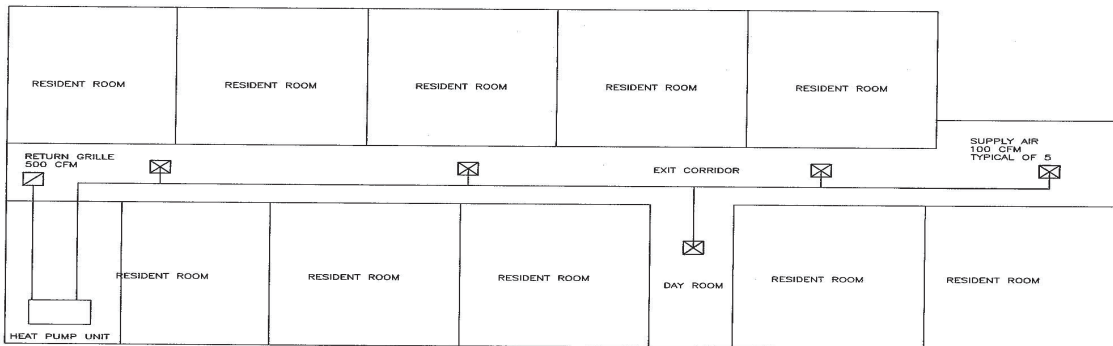 RESIDENT ROOM
RESIDENT ROOM
RESIDENT ROOM
RESIDENT ROOM
RESIDENT ROOM
RETURN GRILLE
500 CFM
EXIT CORRIDOR
SUPPLY AIR
100 CFM
TYPICAL OF 5
RESIDENT ROOM
RESIDENT ROOM
RESIDENT ROOM
DAY ROOM
RESIDENT ROOM
RESIDENT ROOM
HEAT PUMP UNIT